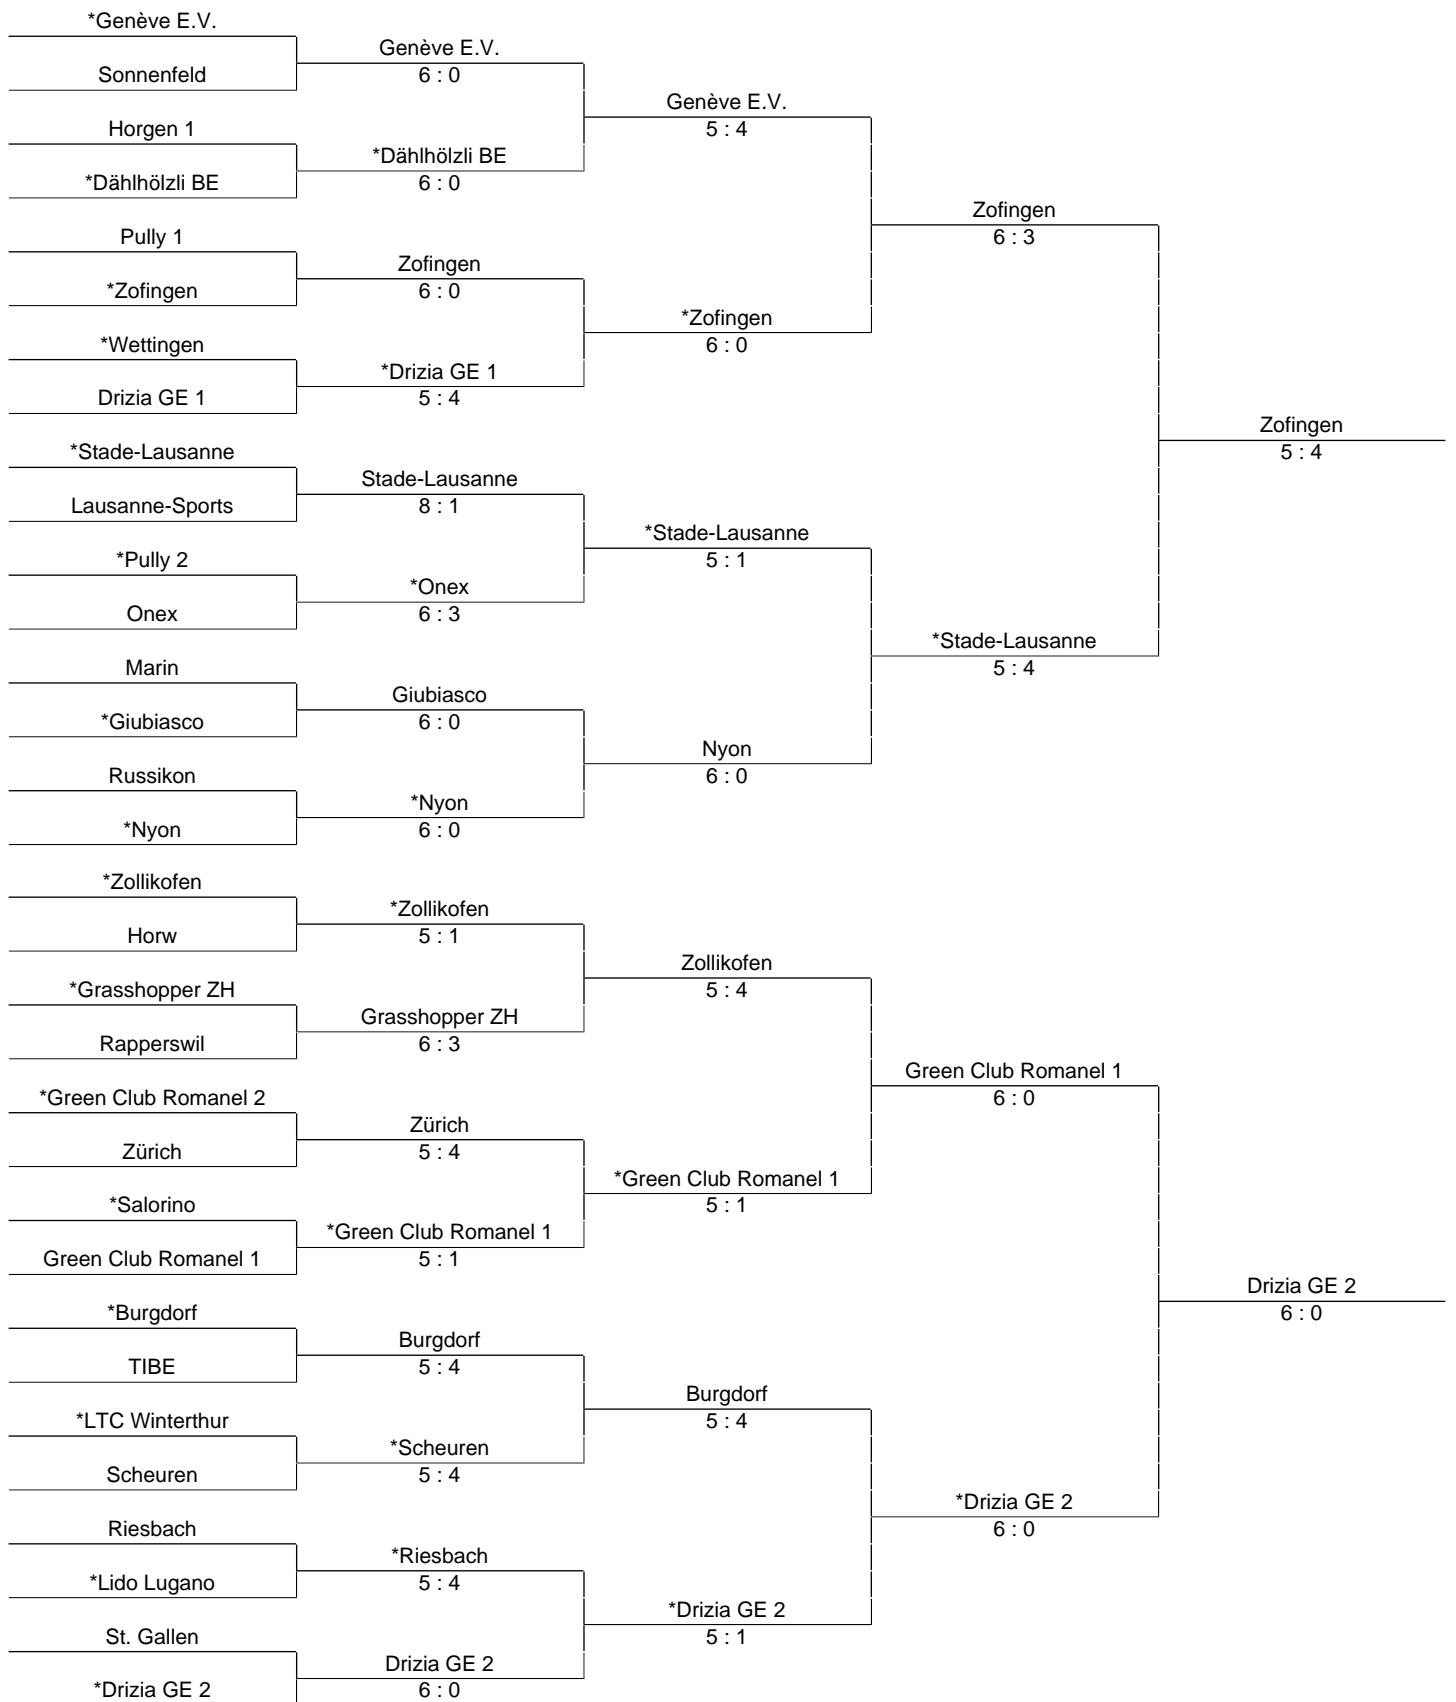 *Genève E.V.
Sonnenfeld
Horgen 1
*Dählhölzli BE
Pully 1
*Zofingen
*Wettingen
Drizia GE 1
*Stade-Lausanne
Lausanne-Sports
*Pully 2
Onex
Marin
*Giubiasco
Russikon
*Nyon
*Zollikofen
Horw
*Grasshopper ZH
Rapperswil
*Green Club Romanel 2
Zürich
*Salorino
Green Club Romanel 1
*Burgdorf
TIBE
*LTC Winterthur
Scheuren
Riesbach
*Lido Lugano
St. Gallen
*Drizia GE 2
Genève E.V.
6 : 0
*Dählhölzli BE
6 : 0
Zofingen
6 : 0
*Drizia GE 1
5 : 4
Stade-Lausanne
8 : 1
*Onex
6 : 3
Giubiasco
6 : 0
*Nyon
6 : 0
*Zollikofen
5 : 1
Grasshopper ZH
6 : 3
Zürich
5 : 4
*Green Club Romanel 1
5 : 1
Burgdorf
5 : 4
*Scheuren
5 : 4
*Riesbach
5 : 4
Drizia GE 2
6 : 0
Genève E.V.
5 : 4
*Zofingen
6 : 0
*Stade-Lausanne
5 : 1
Nyon
6 : 0
Zollikofen
5 : 4
*Green Club Romanel 1
5 : 1
Burgdorf
5 : 4
*Drizia GE 2
5 : 1
Zofingen
6 : 3
*Stade-Lausanne
5 : 4
Green Club Romanel 1
6 : 0
*Drizia GE 2
6 : 0
Zofingen
5 : 4
Drizia GE 2
6 : 0